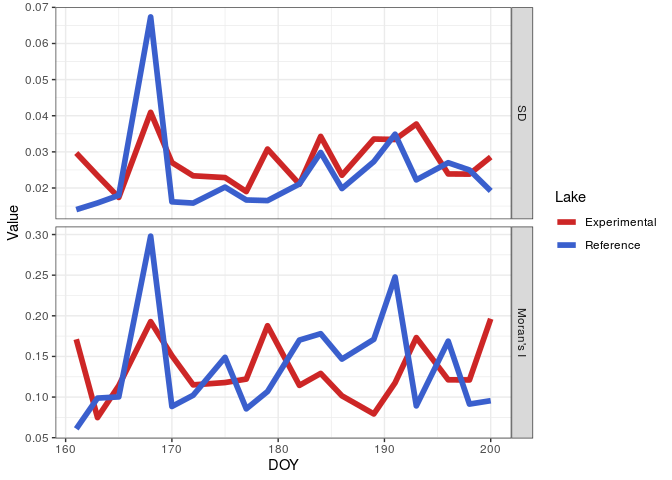 0.07
0.06
0.05
0.04
0.03
0.02
SD
0.30
0.25
0.20
0.15
0.10
0.05
Moran's I
Value
160 170 180 190 200
DOY
Lake
Experimental
Reference